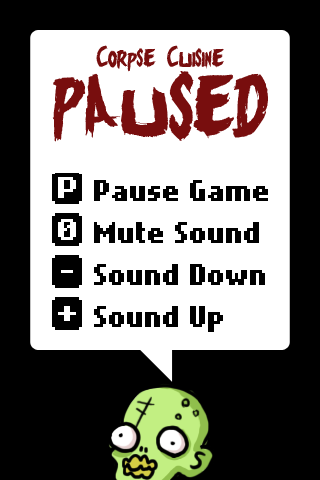 Corpse Cuisine
PAUSED
P Pause Game
0 Mute Sound
- Sound Down
+ Sound Up